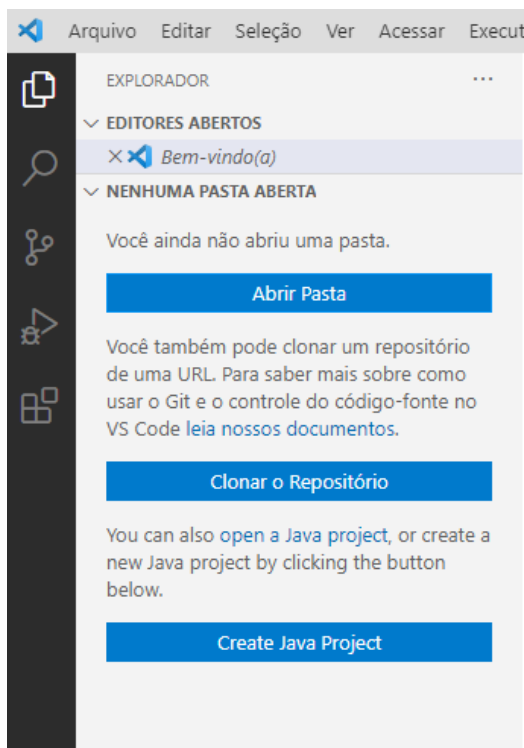 Arquivo Editar Seleção Ver Acessar Execut
EXPLORADOR
EDITORES ABERTOS
Bem-vindo(a)
NENHUMA PASTA ABERTA
Você ainda não abriu uma pasta.
Abrir Pasta
Você também pode clonar um repositório
de uma URL. Para saber mais sobre como
usar o Git e o controle do código-fonte no
VS Code leia nossos documentos.
Clonar o Repositório
You can also open a Java project, or create a
new Java project by clicking the button
below.
Create Java Project